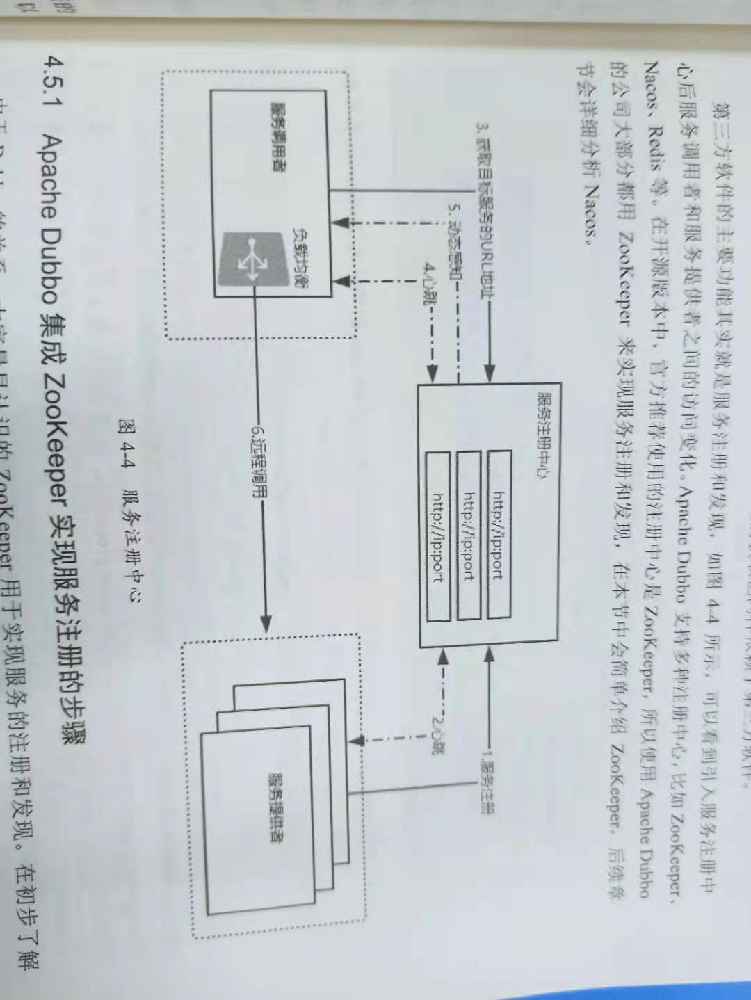 第三方软件。
第三方软件的主要功能其实就是服务注册和发现，如图 4-4 所示，可以看到引入服务注册中
心后服务调用者和服务提供者之间的访问变化。Apache Dubbo 支持多种注册中心，比如 ZooKeeper、
Nacos、Redis 等。在开源版本中，官方推荐使用的注册中心是 ZooKeeper，所以使用 Apache Dubbo
的公司大部分都用 ZooKeeper 来实现服务注册和发现，在本节中会简单介绍 ZooKeeper，后续章
节会详细分析 Nacos。
服务注册中心
http://ip:port
http://ip:port
http://ip:port
3. 获取目标服务的URL地址
5. 动态感知
4.心跳
1.服务注册
2.心跳
负载均衡
服务调用者
6.远程调用
服务提供者
图 4-4 服务注册中心
4.5.1 Apache Dubbo 集成 ZooKeeper 实现服务注册的步骤
ZooKeeper 用于实现服务的注册和发现。在初步了解